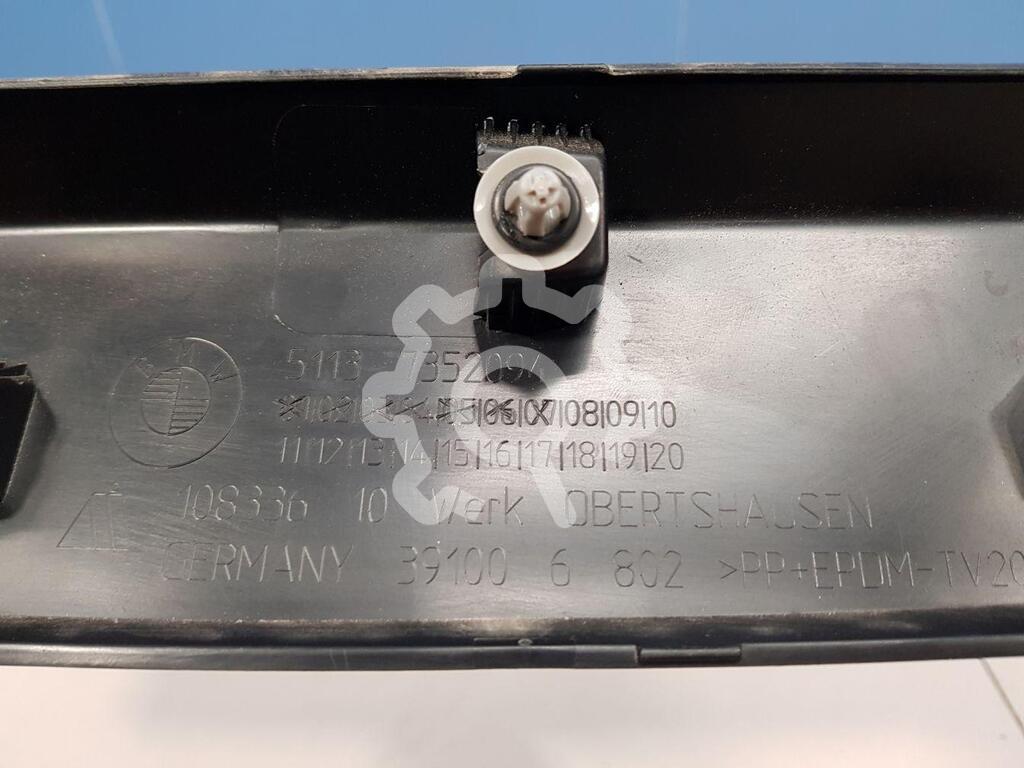 BMW
5113 7352094
01|02|03|04|05|06|07|08|09|10
11|12|13|14|15|16|17|18|19|20
108336 10 Werk OBERTSHAUSEN
GERMANY 39100 6 802 >PP+EPDM-TV20